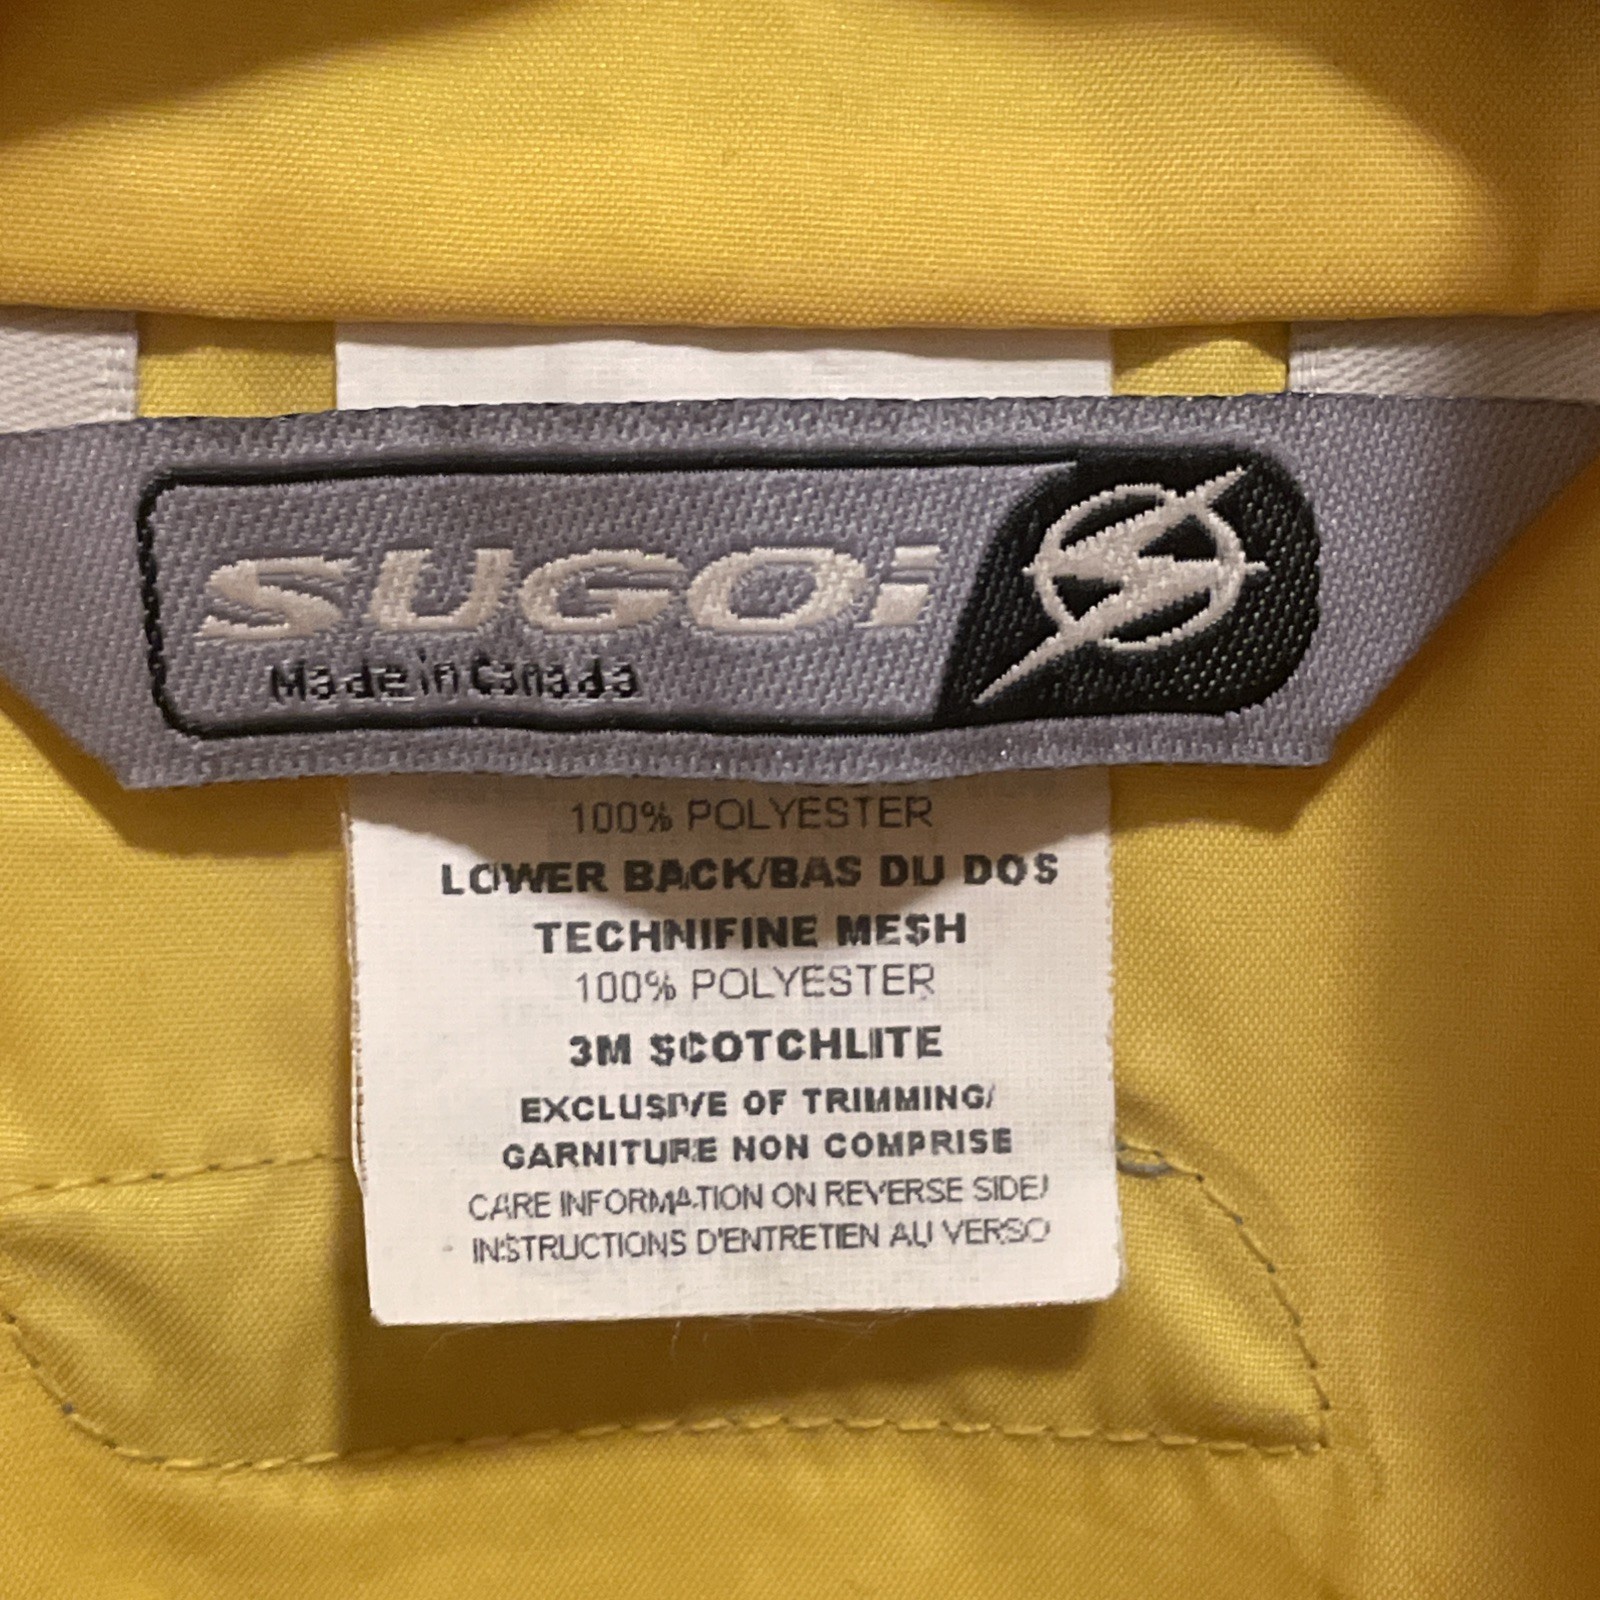 SUGOi
Made in Canada
100% POLYESTER
LOWER BACK/BAS DU DOS
TECHNIFINE MESH
100% POLYESTER
3M SCOTCHLITE
EXCLUSIVE OF TRIMMING/
GARNITURE NON COMPRISE
CARE INFORMATION ON REVERSE SIDE/
INSTRUCTIONS D'ENTRETIEN AU VERSO